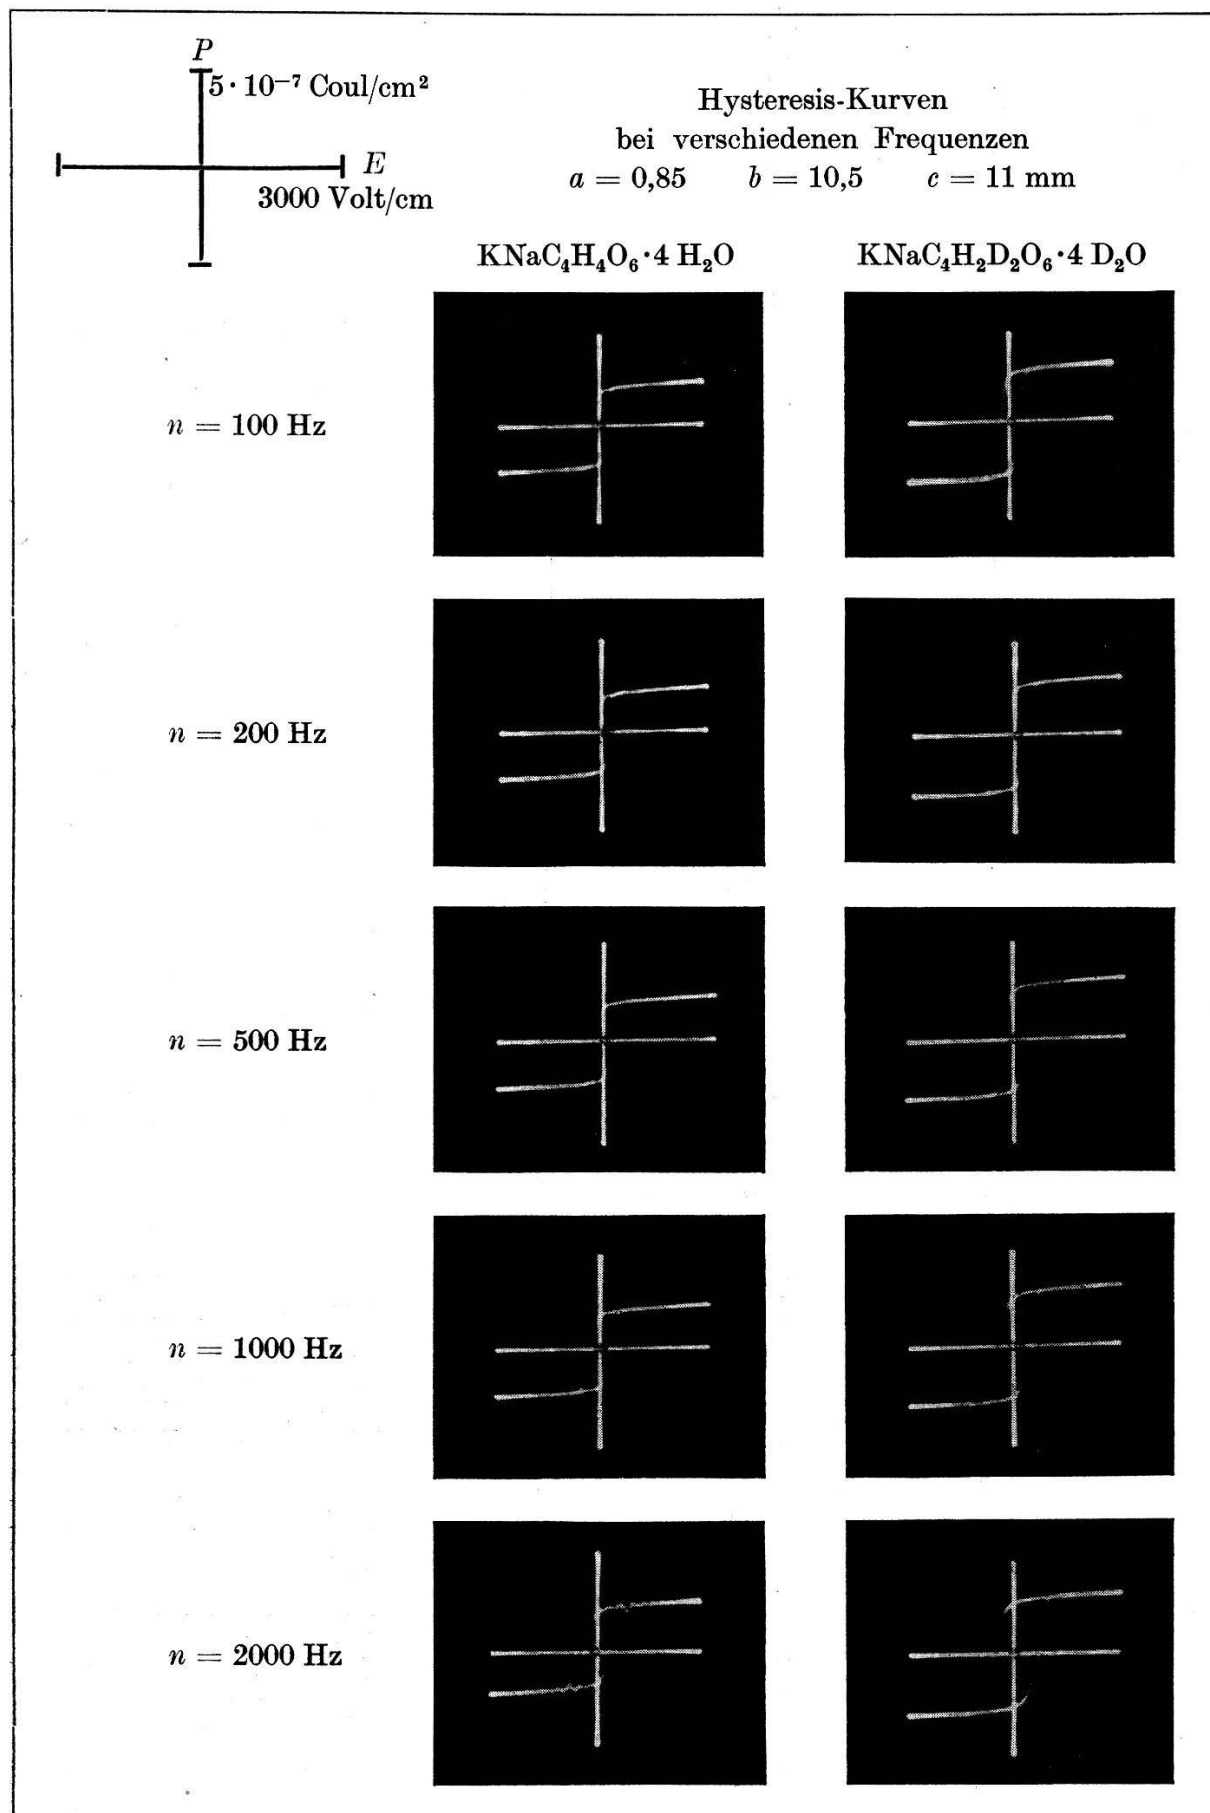 P
5 · 10⁻⁷ Coul/cm²
E
3000 Volt/cm
Hysteresis-Kurven
bei verschiedenen Frequenzen
a = 0,85 b = 10,5 c = 11 mm
KNaC₄H₄O₆·4 H₂O KNaC₄H₂D₂O₆·4 D₂O
n = 100 Hz
n = 200 Hz
n = 500 Hz
n = 1000 Hz
n = 2000 Hz